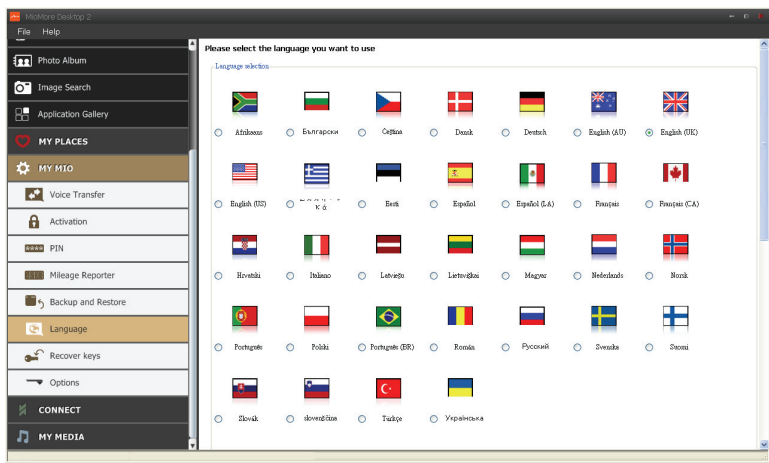 MioMore Desktop 2
File Help
Photo Album
Image Search
Application Gallery
MY PLACES
MY MIO
Voice Transfer
Activation
PIN
Mileage Reporter
Backup and Restore
Language
Recover keys
Options
CONNECT
MY MEDIA
Please select the language you want to use
Language selection
Afrikaans Български Čeština Dansk Deutsch English (AU) English (UK)
English (US) Eesti Español Español (LA) Français Français (CA)
Hrvatski Italiano Latviešu Lietuviškai Magyar Nederlands Norsk
Português Polski Português (BR) Român Русский Svenska Suomi
Slovák slovenščina Türkçe Українська